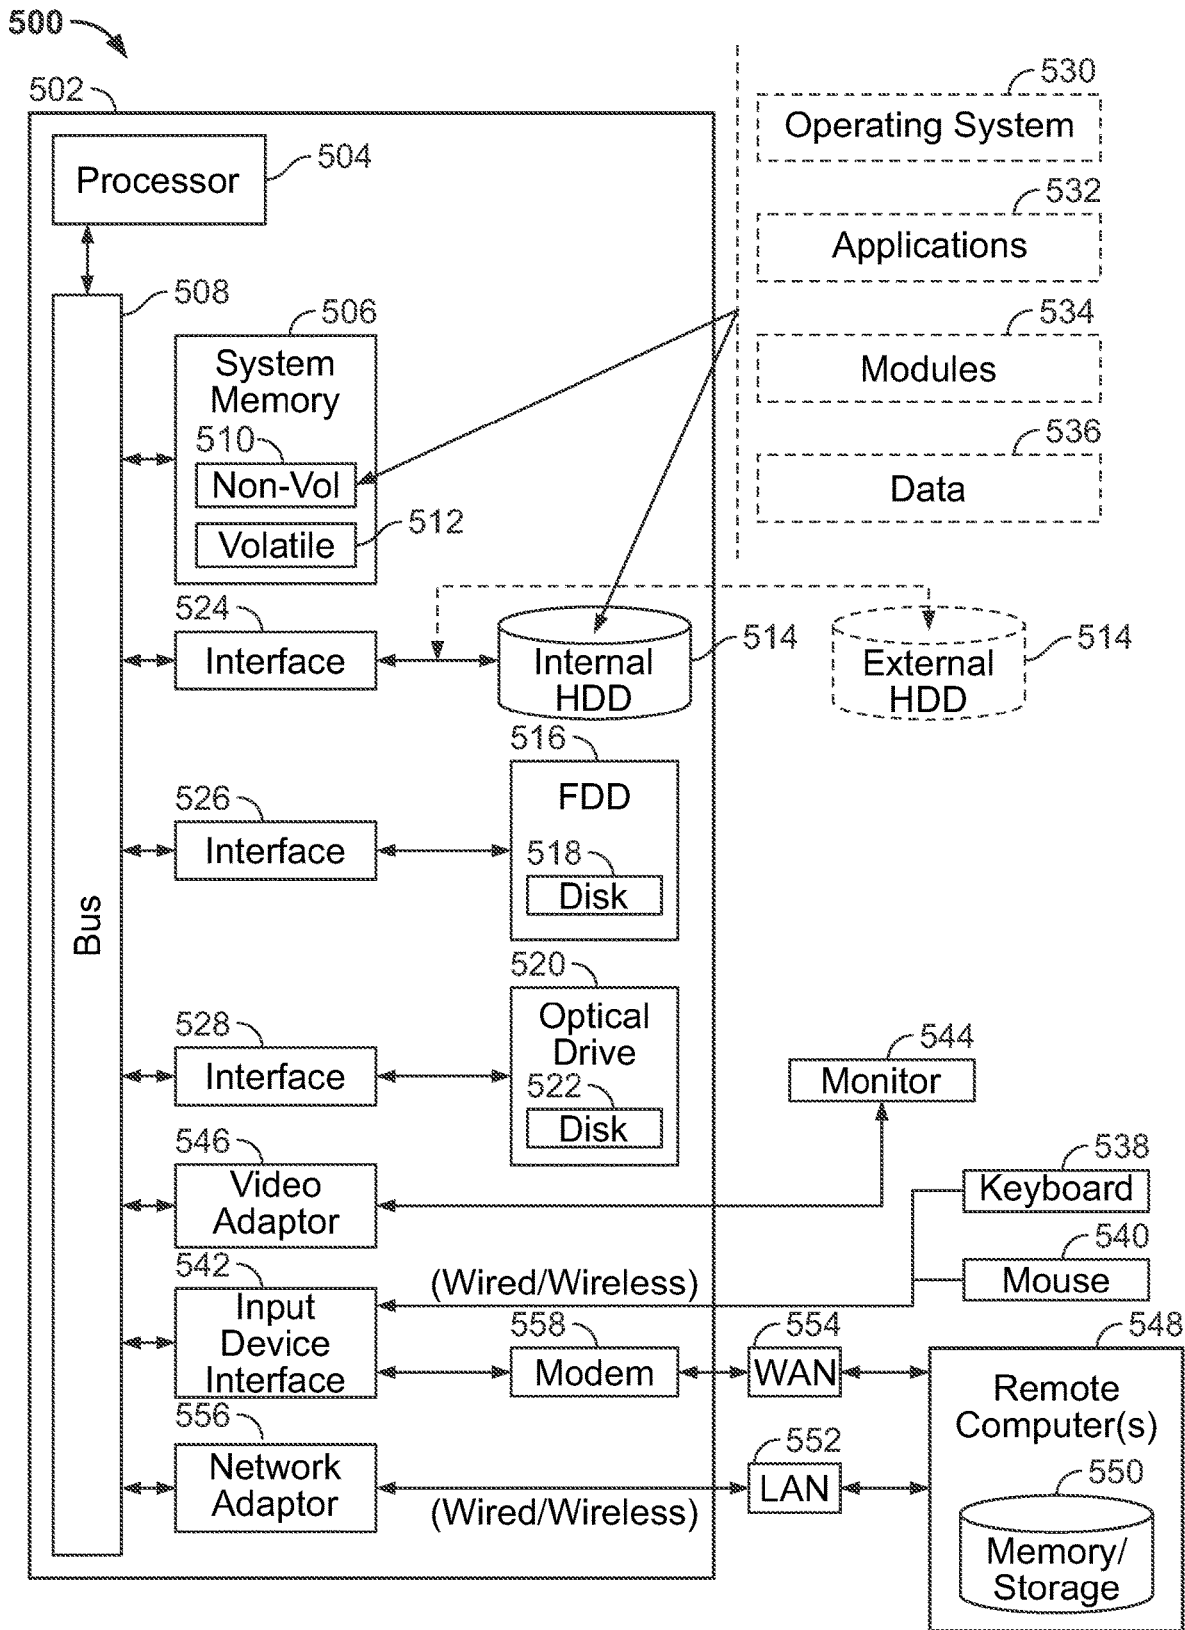 500
502
530
Operating System
504
Processor
532
Applications
508
506
534
System
Memory
Modules
510
Non-Vol
536
Data
512
Volatile
524
Interface
514
Internal
HDD
514
External
HDD
516
FDD
526
Interface
518
Disk
Bus
520
Optical
Drive
528
Interface
522
Disk
544
Monitor
546
Video
Adaptor
538
Keyboard
540
Mouse
542
(Wired/Wireless)
Input
Device
Interface
558
Modem
554
WAN
548
Remote
Computer(s)
556
Network
Adaptor
(Wired/Wireless)
552
LAN
550
Memory/
Storage